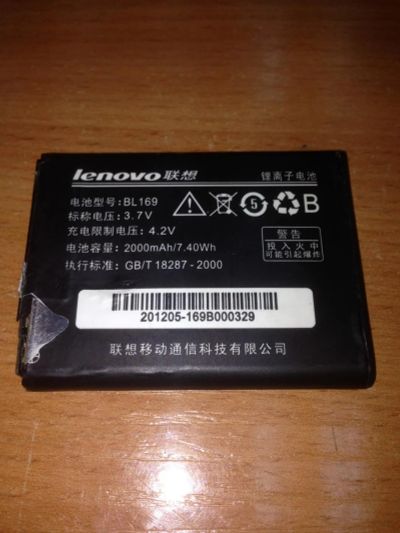 lenovo联想 锂离子电池
电池型号: BL169
标称电压: 3.7V
充电限制电压: 4.2V
电池容量: 2000mAh/7.40Wh
执行标准: GB/T 18287 - 2000
5
B
警告
投入火中
可能引起爆炸
201205-169B000329
联想移动通信科技有限公司